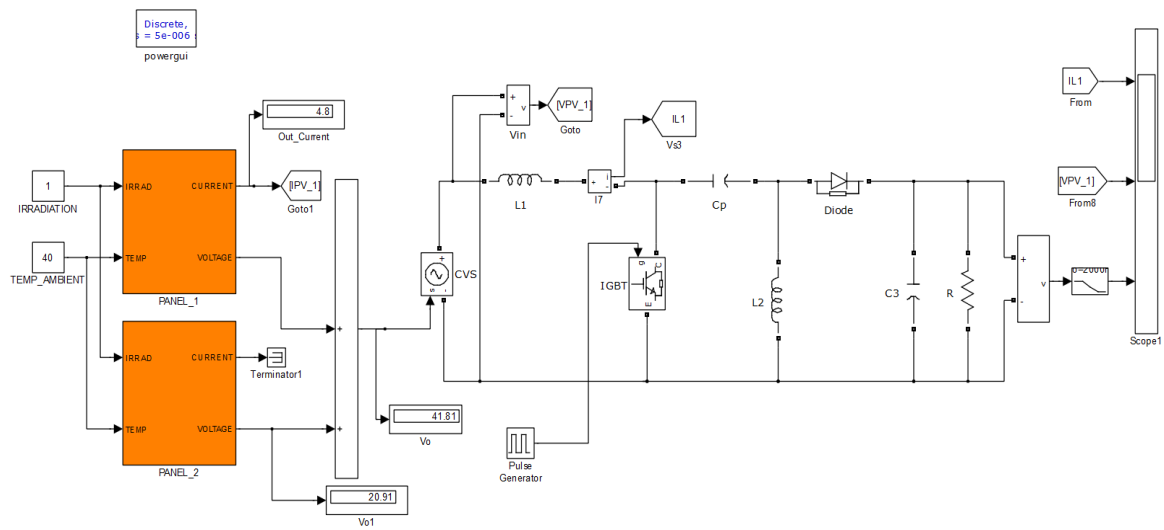 Discrete,
s = 5e-006 s
powergui
4.8
Out_Current
1
IRRADIATION
40
TEMP_AMBIENT
IRRAD
CURRENT
TEMP
VOLTAGE
PANEL_1
[IPV_1]
Goto1
IRRAD
CURRENT
TEMP
VOLTAGE
PANEL_2
Terminator1
+
+
41.81
Vo
20.91
Vo1
+
-
s
CVS
+
-
v
Vin
[VPV_1]
Goto
L1
+
i
-
I7
IL1
Vs3
g
C
E
IGBT
Pulse
Generator
Cp
L2
Diode
C3
R
+
-
v
IL1
From
[VPV_1]
From8
Scope1